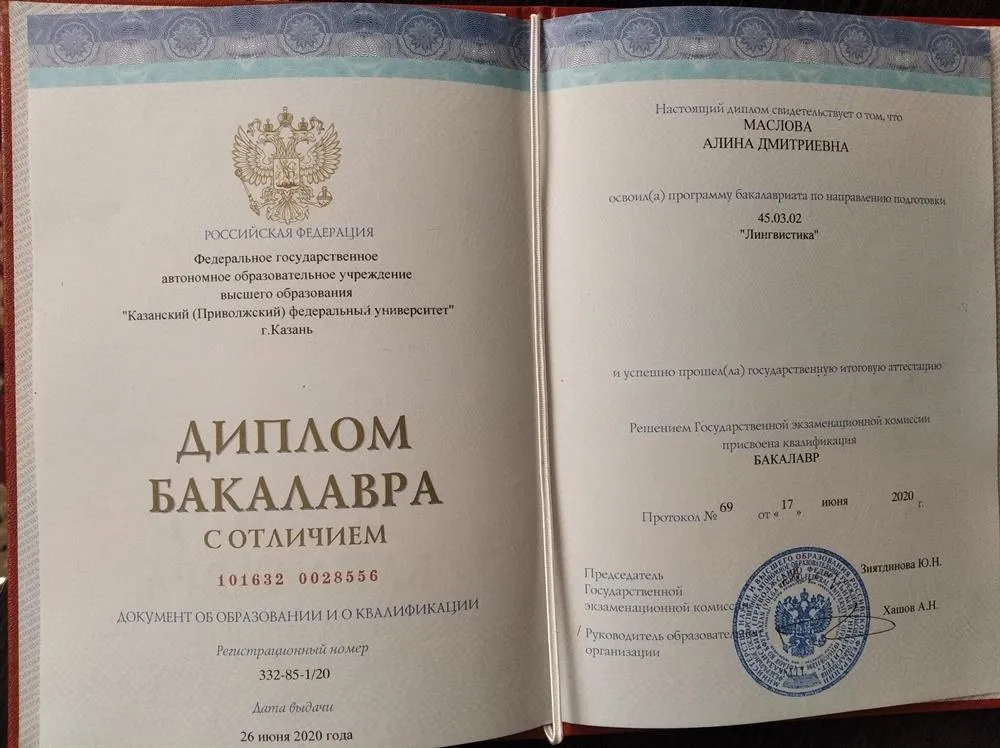 РОССИЙСКАЯ ФЕДЕРАЦИЯ
Федеральное государственное
автономное образовательное учреждение
высшего образования
"Казанский (Приволжский) федеральный университет"
г.Казань
ДИПЛОМ
БАКАЛАВРА
С ОТЛИЧИЕМ
101632 0028556
ДОКУМЕНТ ОБ ОБРАЗОВАНИИ И О КВАЛИФИКАЦИИ
Регистрационный номер
332-85-1/20
Дата выдачи
26 июня 2020 года
Настоящий диплом свидетельствует о том, что
МАСЛОВА
АЛИНА ДМИТРИЕВНА
освоил(а) программу бакалавриата по направлению подготовки
45.03.02
"Лингвистика"
и успешно прошел(ла) государственную итоговую аттестацию
Решением Государственной экзаменационной комиссии
присвоена квалификация
БАКАЛАВР
Протокол № 69 от « 17 » июня 2020 г.
Председатель
Государственной
экзаменационной комиссии
Зиятдинова Ю.Н.
Хашов А.Н.
/ Руководитель образовательной
организации